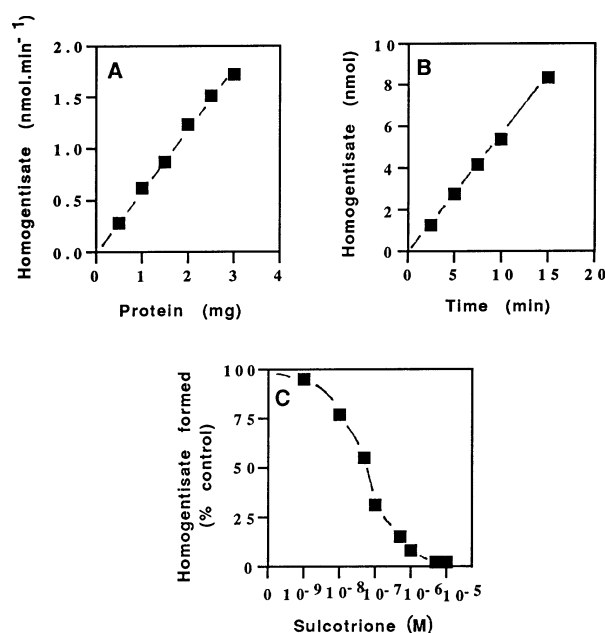 A
Homogentisate (nmol.min⁻¹)
2.0
1.5
1.0
0.5
0.0
0 1 2 3 4
Protein (mg)
B
Homogentisate (nmol)
10
8
6
4
2
0
0 5 10 15 20
Time (min)
C
Homogentisate formed
(% control)
100
75
50
25
0
0 10⁻⁹ 10⁻⁸ 10⁻⁷ 10⁻⁶ 10⁻⁵
Sulcotrione (M)